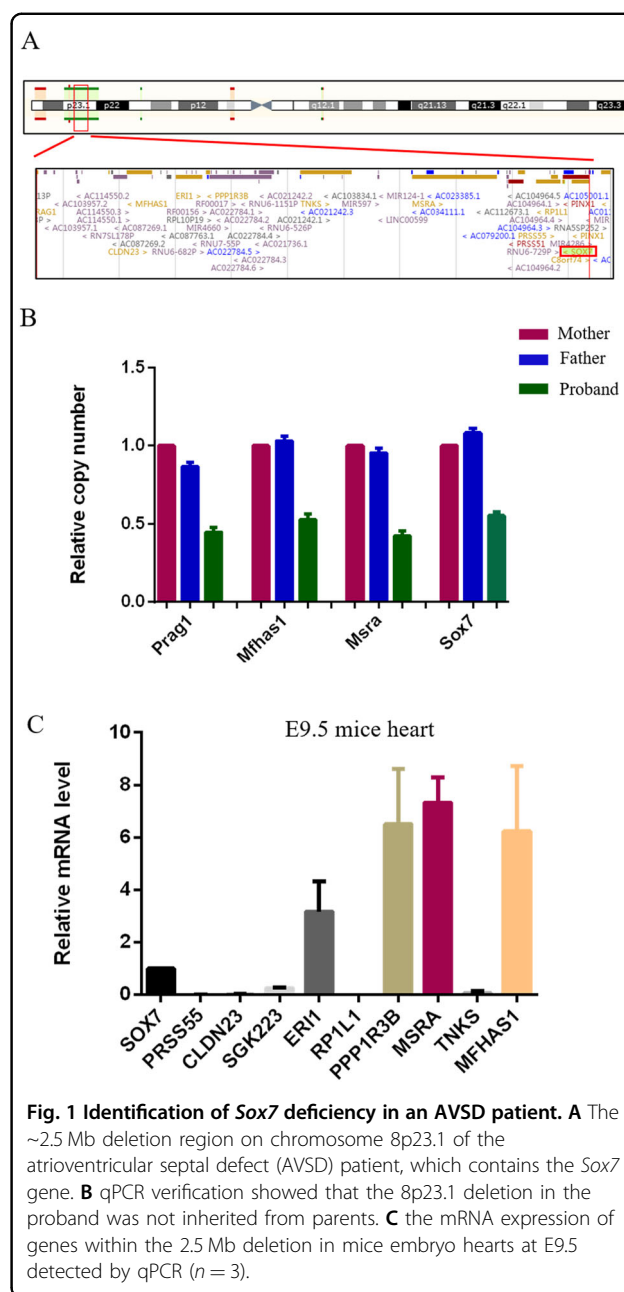 A
p23.1 p22 p12 q12.1 q21.13 q21.3 q22.1 q23.3
13P < AC114550.2 ERI1 > < PPP1R3B < AC021242.2 < AC103834.1 < MIR124-1 < AC023385.1 AC104964.5 AC105001.1
< AC103957.2 < MFHAS1 RF00017 > < RNU6-1151P TNKS > MIR597 > MSRA > < AC104964.1 < PINX1
RAG1 AC114550.3 > RF00156 > < AC022784.1 < AC021242.3 < AC034111.1 < AC112673.1 < RP1L1 < AC01
IP > < AC087269.1 RPL10P19 > AC021242.1 > < LINC00599 AC104964.4 > < MIR
< AC103957.1 < AC087763.1 AC022784.4 > AC104964.3 > RNA5SP252 >
RN7SL178P MIR4660 > RNU6-526P < AC079200.1 PRSS55 > < PINX1
< AC087269.2 RNU7-55P < AC021736.1 < PRSS51 MIR4286 >
CLDN23 > RNU6-682P < AC022784.5 RNU6-729P < SOX7
< AC022784.3 C8orf74 > < AC
< AC022784.6 < AC104964.2
B
Mother
Father
Proband
Relative copy number
1.5
1.0
0.5
0.0
Prag1 Mfhas1 Msra Sox7
C
E9.5 mice heart
Relative mRNA level
10
8
6
4
2
0
SOX7 PRSS55 CLDN23 SGK223 ERI1 RP1L1 PPP1R3B MSRA TNKS MFHAS1
Fig. 1 Identification of Sox7 deficiency in an AVSD patient. A The
~2.5 Mb deletion region on chromosome 8p23.1 of the
atrioventricular septal defect (AVSD) patient, which contains the Sox7
gene. B qPCR verification showed that the 8p23.1 deletion in the
proband was not inherited from parents. C the mRNA expression of
genes within the 2.5 Mb deletion in mice embryo hearts at E9.5
detected by qPCR (n = 3).